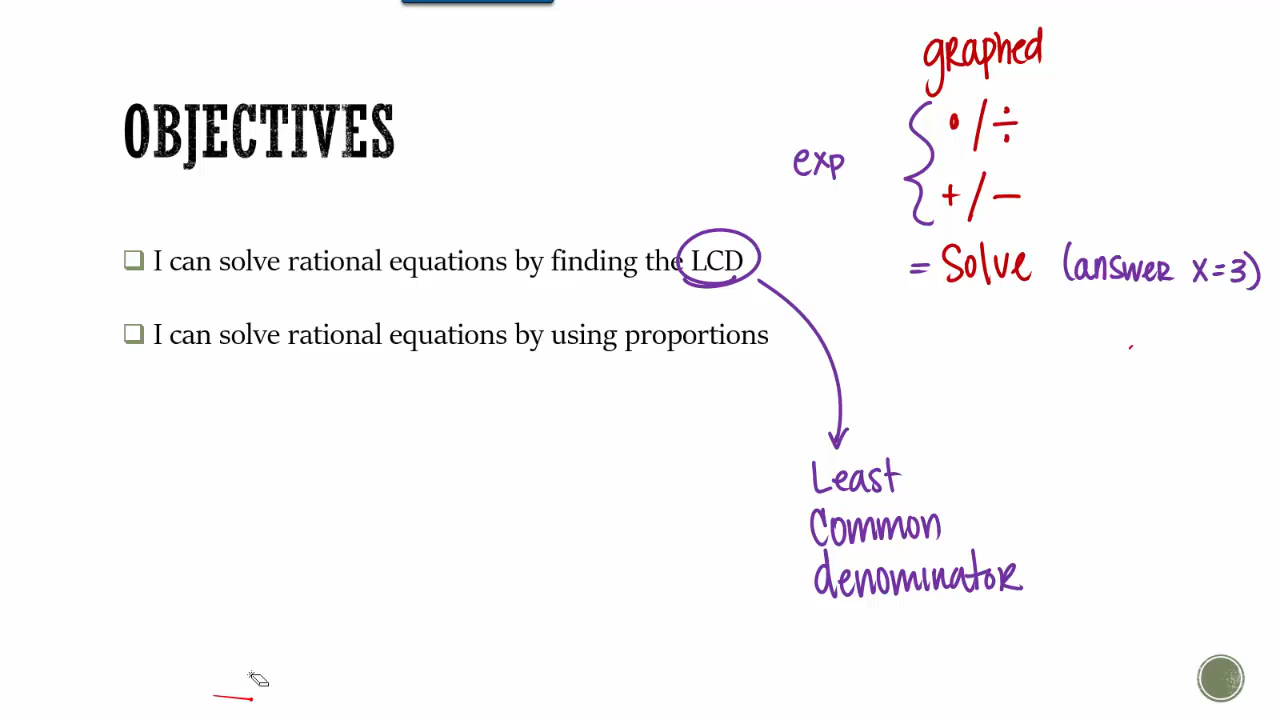 OBJECTIVES
I can solve rational equations by finding the LCD
I can solve rational equations by using proportions
graphed
exp
• / ÷
+ / −
= Solve (answer x=3)
Least
Common
denominator